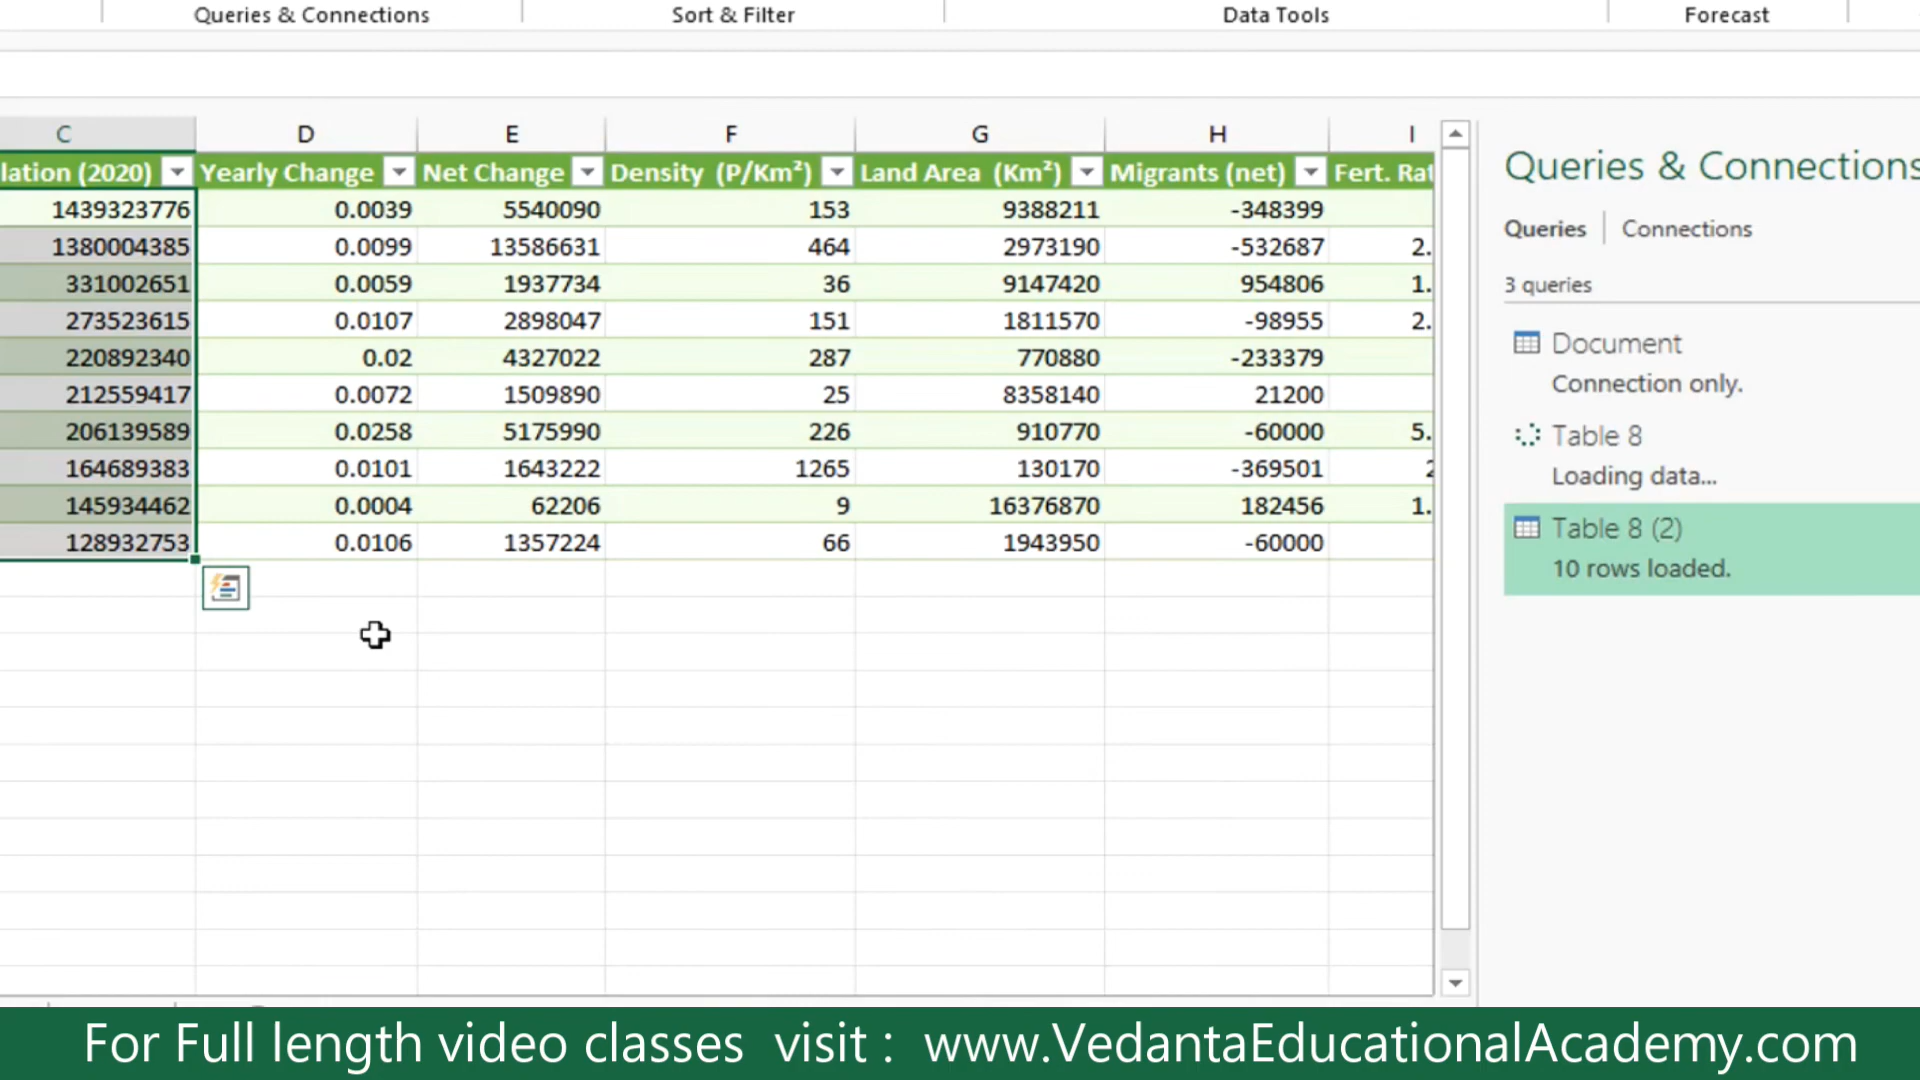 Queries & Connections Sort & Filter Data Tools Forecast
C D E F G H I
lation (2020) Yearly Change Net Change Density (P/Km²) Land Area (Km²) Migrants (net) Fert. Rat
1439323776 0.0039 5540090 153 9388211 -348399
1380004385 0.0099 13586631 464 2973190 -532687 2.
331002651 0.0059 1937734 36 9147420 954806 1.
273523615 0.0107 2898047 151 1811570 -98955 2.
220892340 0.02 4327022 287 770880 -233379
212559417 0.0072 1509890 25 8358140 21200
206139589 0.0258 5175990 226 910770 -60000 5.
164689383 0.0101 1643222 1265 130170 -369501 2
145934462 0.0004 62206 9 16376870 182456 1.
128932753 0.0106 1357224 66 1943950 -60000
Queries & Connections
Queries Connections
3 queries
Document
Connection only.
Table 8
Loading data...
Table 8 (2)
10 rows loaded.
For Full length video classes visit : www.VedantaEducationalAcademy.com